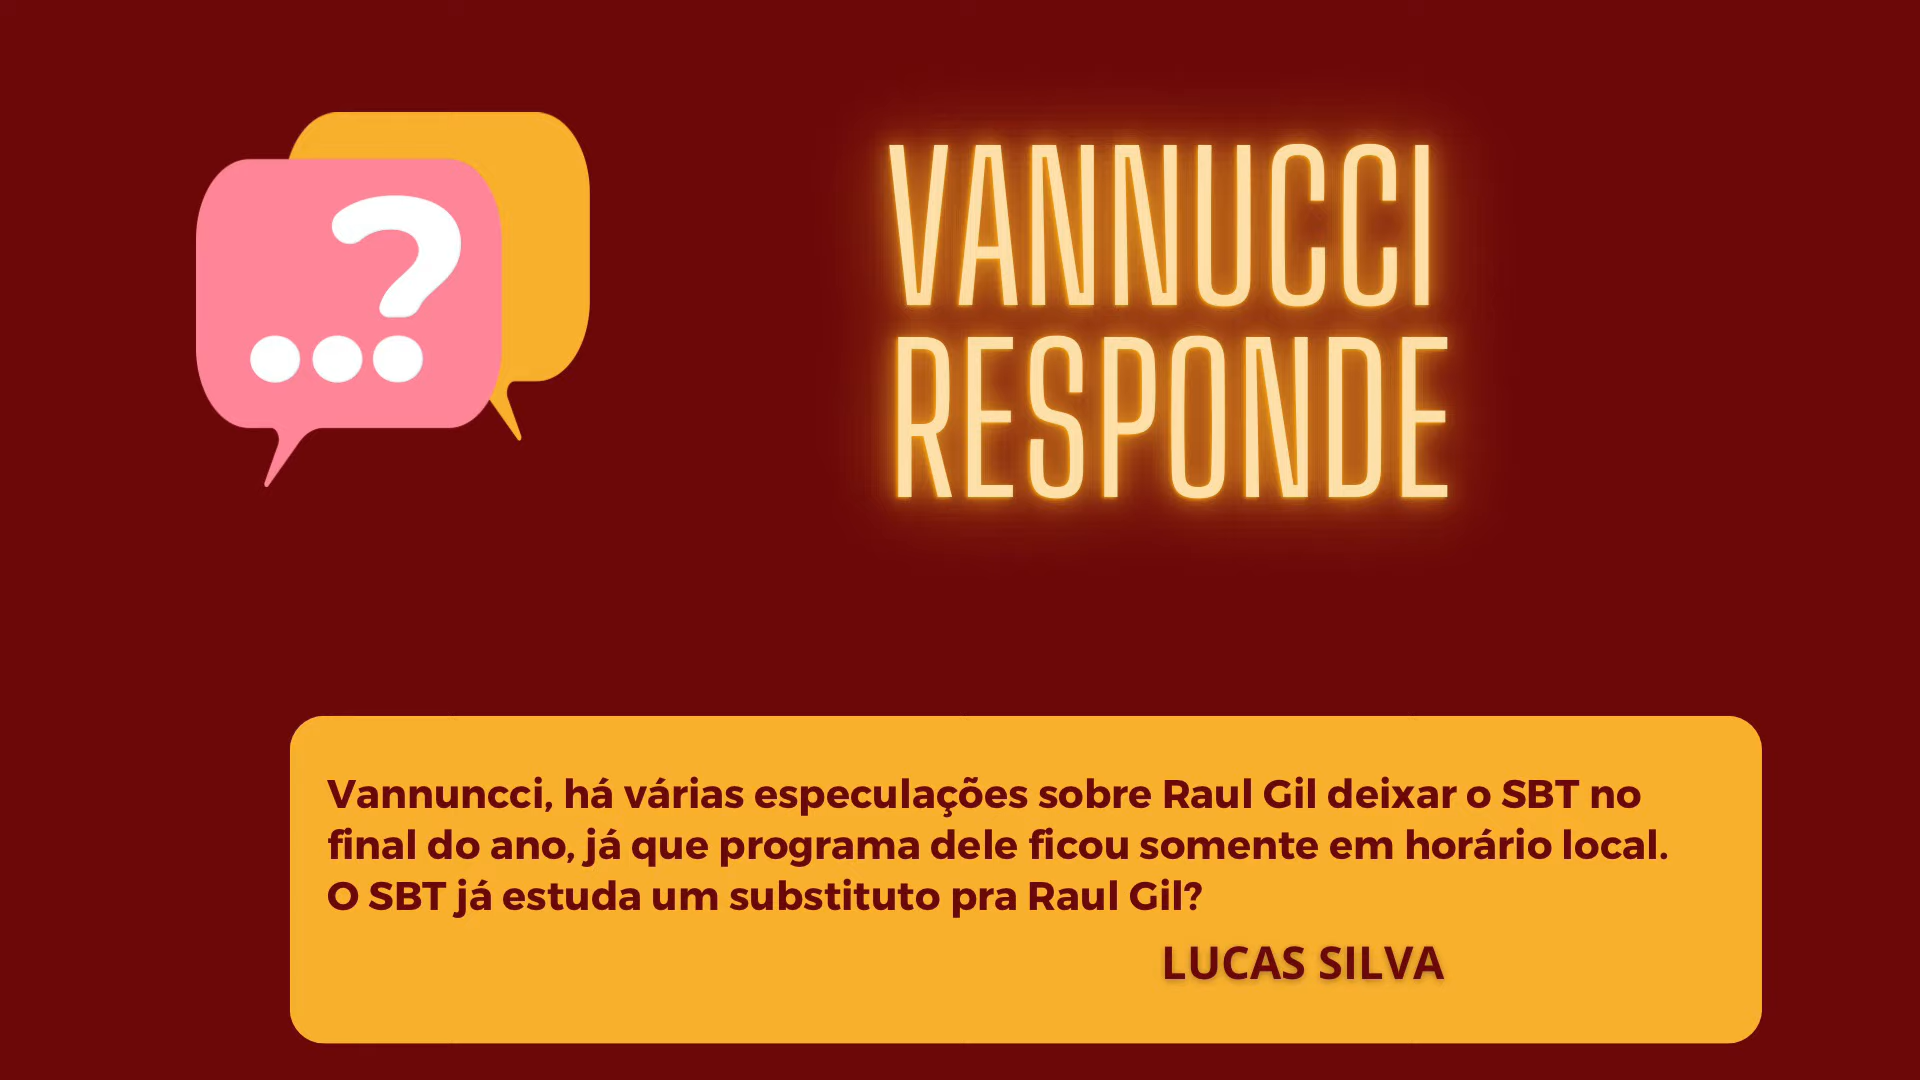 VANNUCCI
RESPONDE
Vannuncci, há várias especulações sobre Raul Gil deixar o SBT no
final do ano, já que programa dele ficou somente em horário local.
O SBT já estuda um substituto pra Raul Gil?
LUCAS SILVA